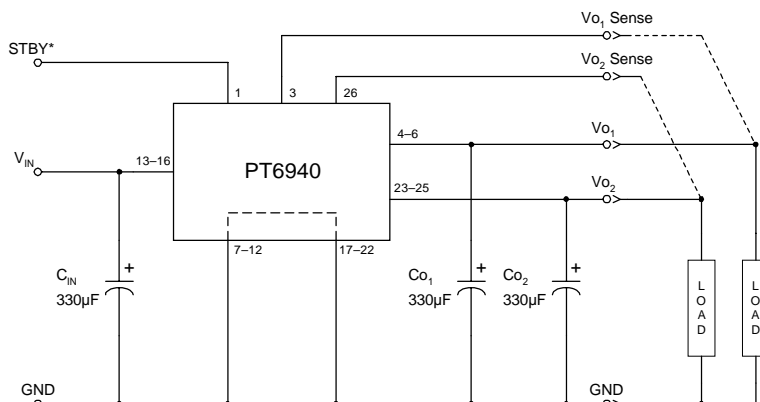 Vo1 Sense
STBY*
Vo2 Sense
1
3
26
4–6
Vo1
VIN
13–16
PT6940
23–25
Vo2
7–12
17–22
CIN
+
330µF
Co1
+
330µF
Co2
+
330µF
LOAD
LOAD
GND
GND